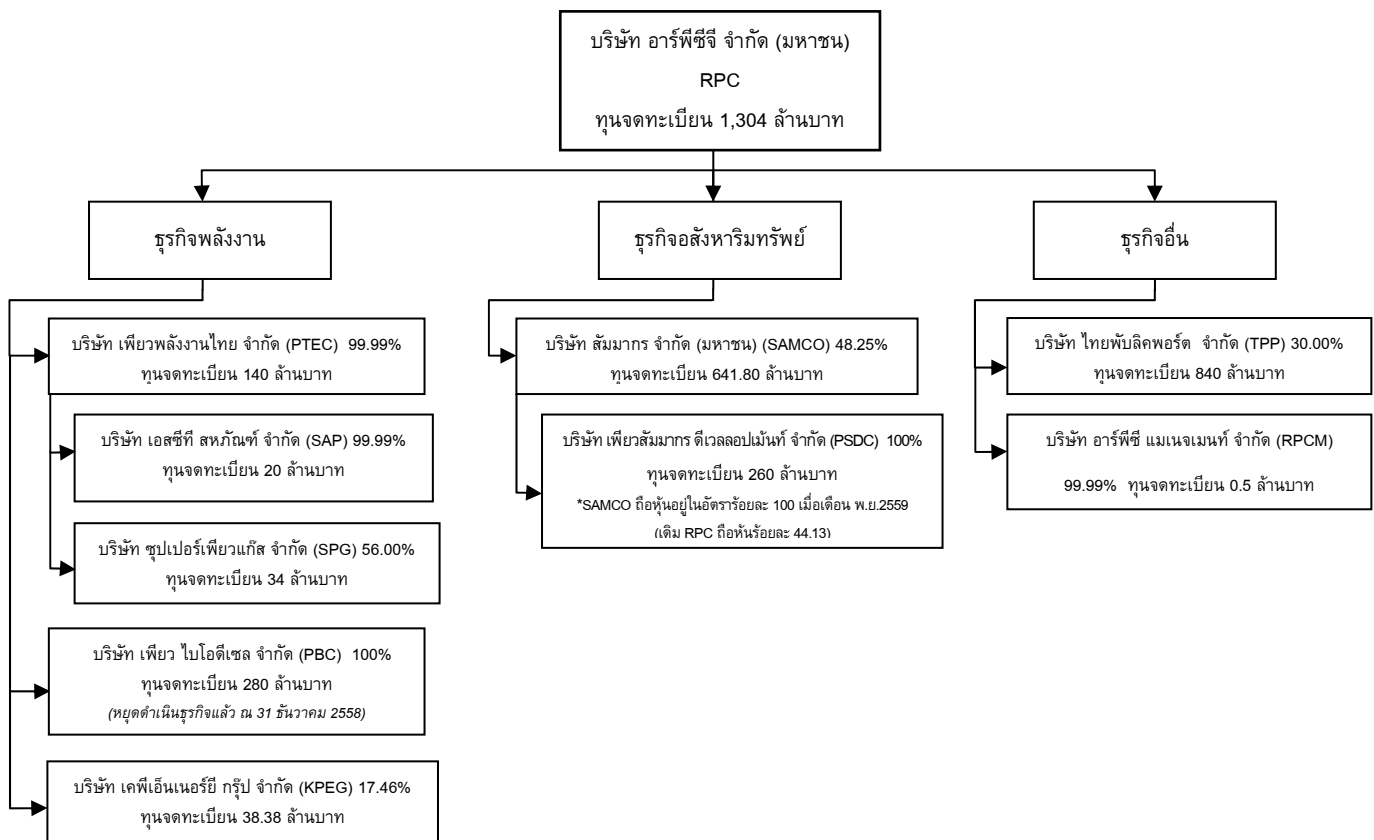 บริษัท อาร์พีซีจี จำกัด (มหาชน)
RPC
ทุนจดทะเบียน 1,304 ล้านบาท
ธุรกิจพลังงาน
ธุรกิจอสังหาริมทรัพย์
ธุรกิจอื่น
บริษัท เพียวพลังงานไทย จำกัด (PTEC) 99.99%
ทุนจดทะเบียน 140 ล้านบาท
บริษัท เอสซีที สหภัณฑ์ จำกัด (SAP) 99.99%
ทุนจดทะเบียน 20 ล้านบาท
บริษัท ซุปเปอร์เพียวแก๊ส จำกัด (SPG) 56.00%
ทุนจดทะเบียน 34 ล้านบาท
บริษัท เพียว ไบโอดีเซล จำกัด (PBC) 100%
ทุนจดทะเบียน 280 ล้านบาท
(หยุดดำเนินธุรกิจแล้ว ณ 31 ธันวาคม 2558)
บริษัท เคพีเอ็นเนอร์ยี กรุ๊ป จำกัด (KPEG) 17.46%
ทุนจดทะเบียน 38.38 ล้านบาท
บริษัท สัมมากร จำกัด (มหาชน) (SAMCO) 48.25%
ทุนจดทะเบียน 641.80 ล้านบาท
บริษัท เพียวสัมมากร ดีเวลลอปเม้นท์ จำกัด (PSDC) 100%
ทุนจดทะเบียน 260 ล้านบาท
*SAMCO ถือหุ้นอยู่ในอัตราร้อยละ 100 เมื่อเดือน พ.ย.2559
(เดิม RPC ถือหุ้นร้อยละ 44.13)
บริษัท ไทยพับลิคพอร์ต จำกัด (TPP) 30.00%
ทุนจดทะเบียน 840 ล้านบาท
บริษัท อาร์พีซี แมเนจเมนท์ จำกัด (RPCM)
99.99% ทุนจดทะเบียน 0.5 ล้านบาท